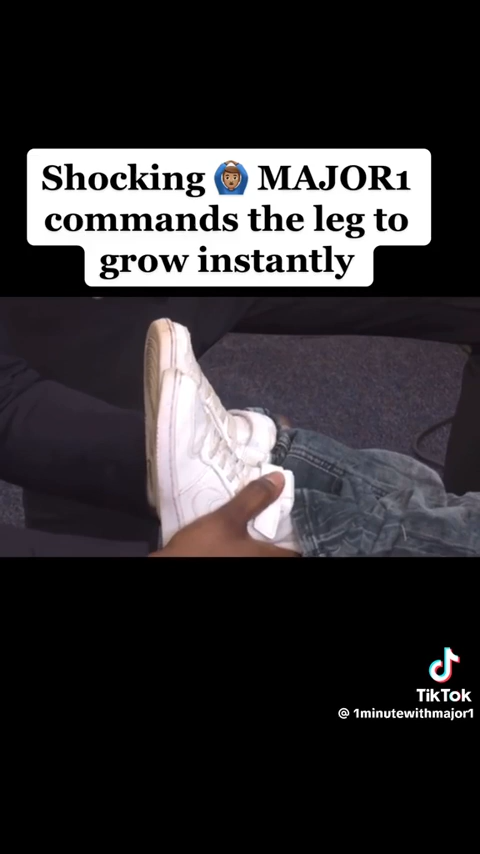 Shocking 🙆🏽‍♂️ MAJOR1
commands the leg to
grow instantly
TikTok
@ 1minutewithmajor1